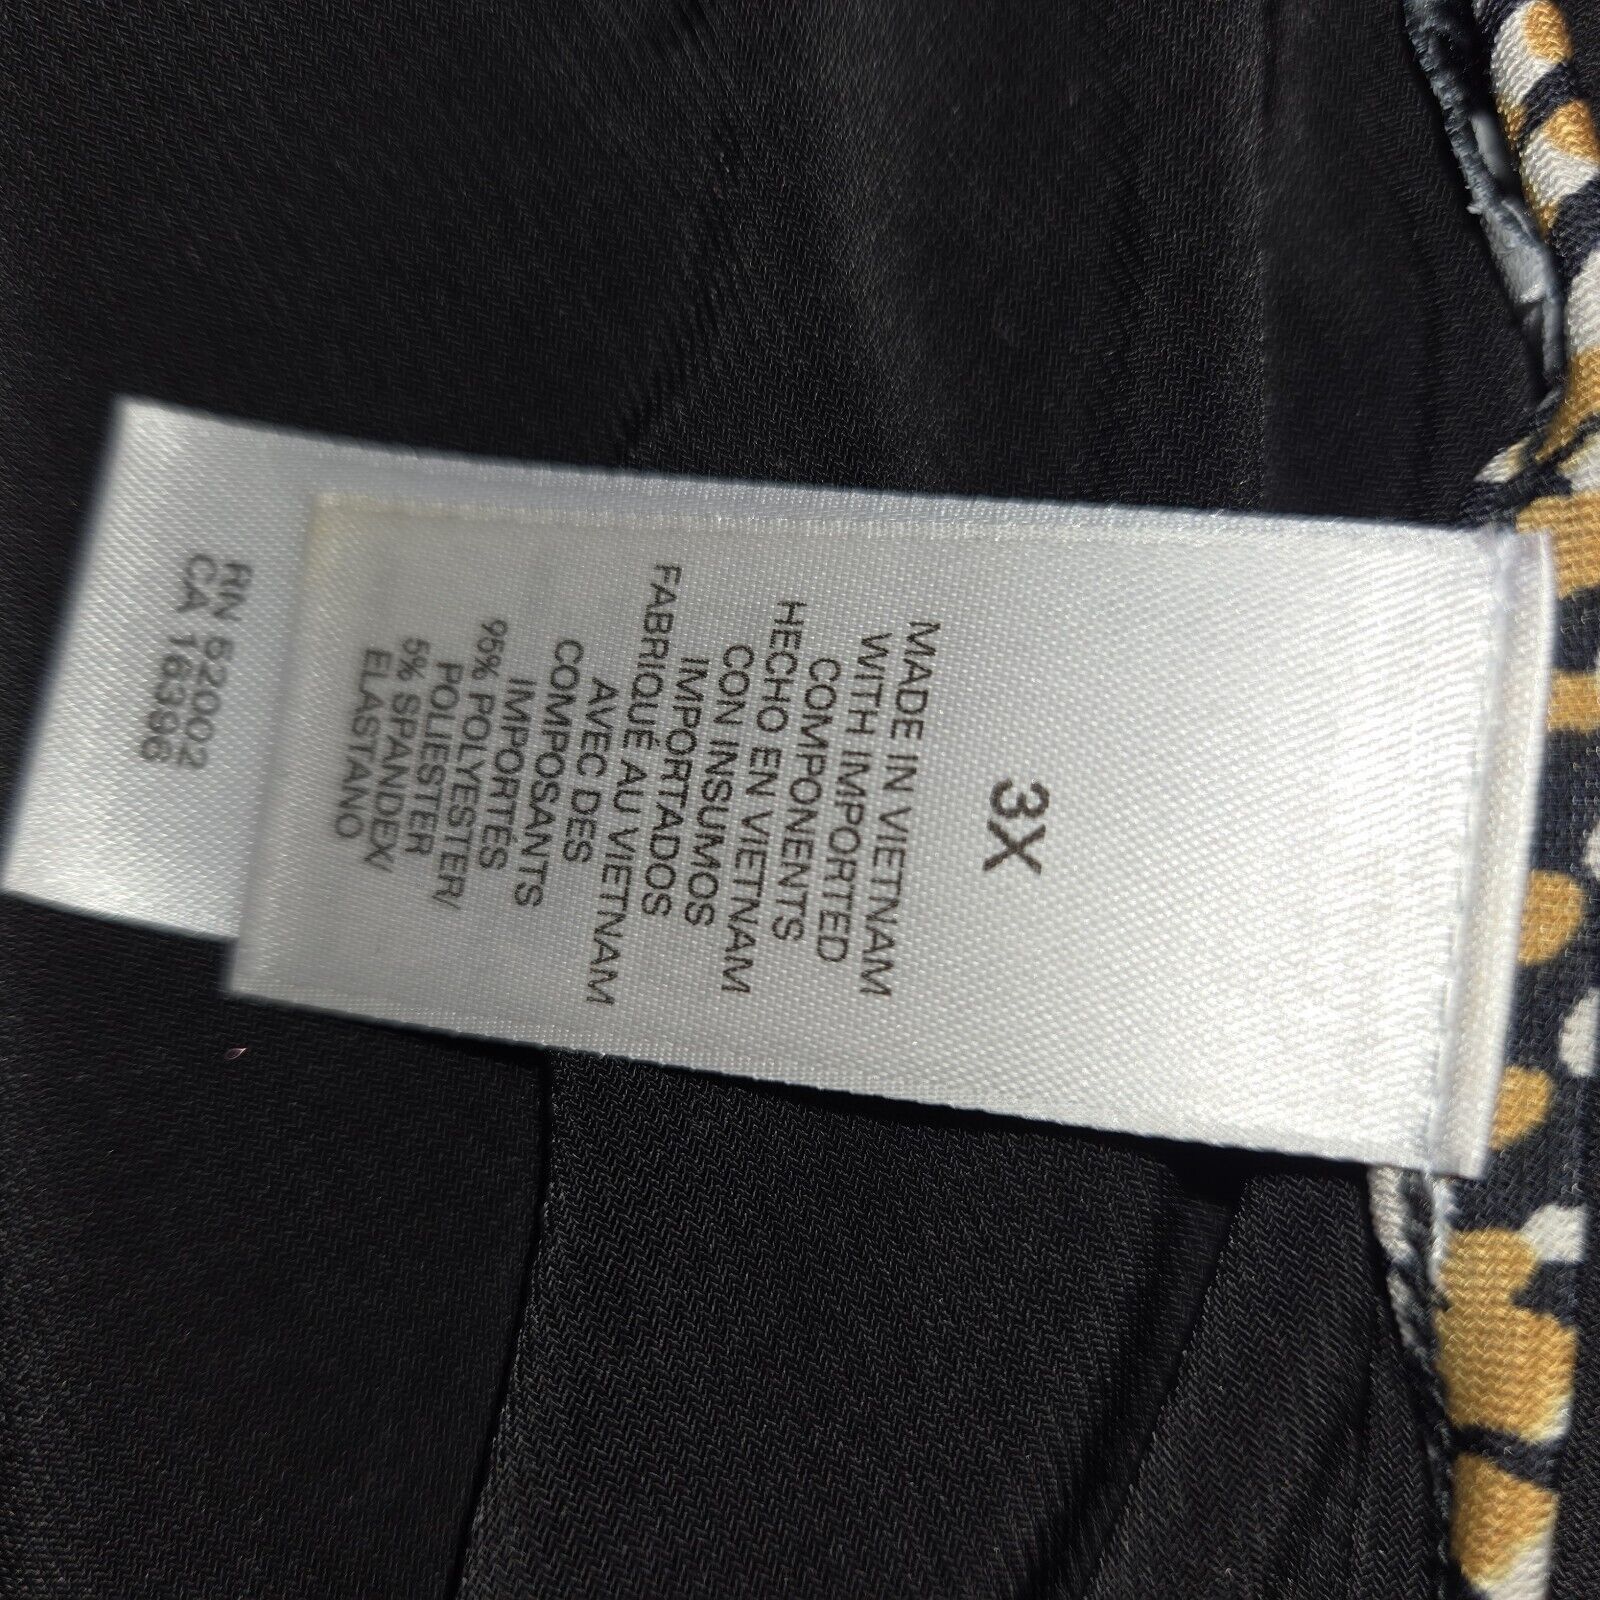 3X
MADE IN VIETNAM
WITH IMPORTED
COMPONENTS
HECHO EN VIETNAM
CON INSUMOS
IMPORTADOS
FABRIQUÉ AU VIETNAM
AVEC DES
COMPOSANTS
IMPORTÉS
95% POLYESTER/
POLIESTER
5% SPANDEX/
ELASTANO
RN 52002
CA 16396